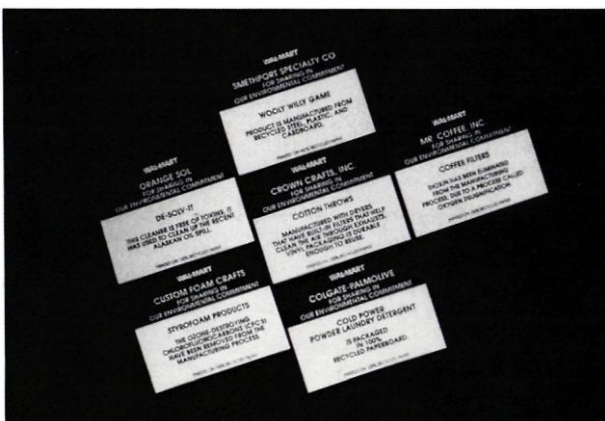 WAL-MART
SMETHPORT SPECIALTY CO
FOR SHARING IN
OUR ENVIRONMENTAL COMMITMENT
WOOLY WILLY GAME
PRODUCT IS MANUFACTURED FROM
RECYCLED STEEL, PLASTIC, AND
CARDBOARD.
WAL-MART
MR. COFFEE, INC
FOR SHARING IN
OUR ENVIRONMENTAL COMMITMENT
COFFEE FILTERS
DIOXIN HAS BEEN ELIMINATED
FROM THE MANUFACTURING
PROCESS, DUE TO A PROCESS CALLED
OXYGEN DELIGNIFICATION.
WAL-MART
ORANGE SOL
FOR SHARING IN
OUR ENVIRONMENTAL COMMITMENT
DE-SOLV-IT
THIS CLEANER IS FREE OF TOXINS. IT
WAS USED TO CLEAN UP THE RECENT
ALASKAN OIL SPILL.
WAL-MART
CROWN CRAFTS, INC.
FOR SHARING IN
OUR ENVIRONMENTAL COMMITMENT
COTTON THROWS
MANUFACTURED WITH DRYERS
THAT HAVE BUILT-IN FILTERS THAT HELP
CLEAN THE AIR THROUGH EXHAUSTS.
VINYL PACKAGING IS DURABLE
ENOUGH TO REUSE.
WAL-MART
CUSTOM FOAM CRAFTS
FOR SHARING IN
OUR ENVIRONMENTAL COMMITMENT
STYROFOAM PRODUCTS
THE OZONE-DESTROYING
CHLOROFLUOROCARBONS (CFC'S)
HAVE BEEN REMOVED FROM THE
MANUFACTURING PROCESS.
WAL-MART
COLGATE-PALMOLIVE
FOR SHARING IN
OUR ENVIRONMENTAL COMMITMENT
COLD POWER
POWDER LAUNDRY DETERGENT
IS PACKAGED
IN 100%
RECYCLED PAPERBOARD.